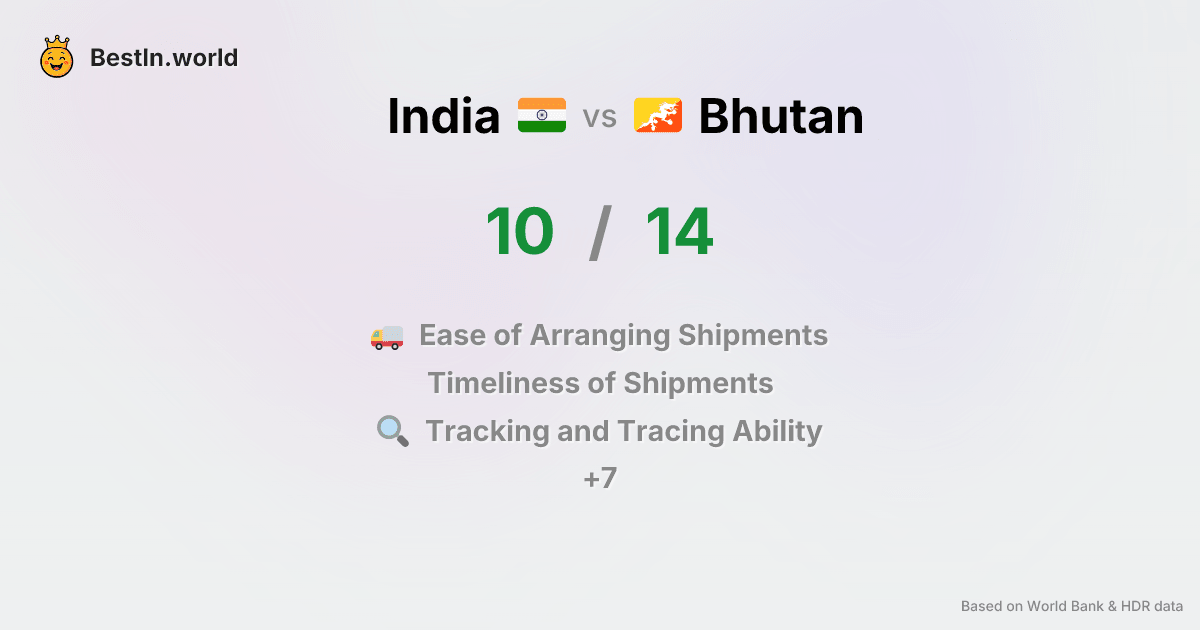 BestIn.world
India vs Bhutan
10 / 14
Ease of Arranging Shipments
Timeliness of Shipments
Tracking and Tracing Ability
+7
Based on World Bank & HDR data